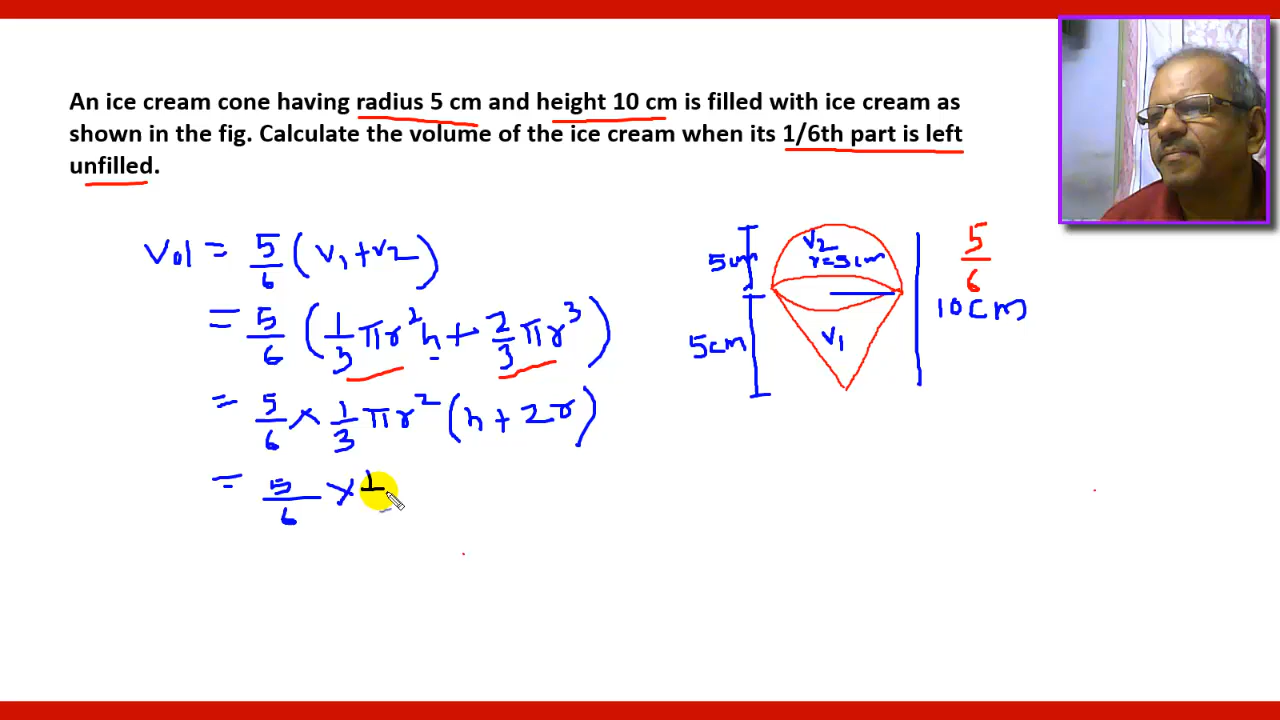 An ice cream cone having radius 5 cm and height 10 cm is filled with ice cream as
shown in the fig. Calculate the volume of the ice cream when its 1/6th part is left
unfilled.
Vol = 5/6 (v₁+v₂)
= 5/6 (1/3 πr²h + 2/3 πr³)
= 5/6 × 1/3 πr² (h + 2r)
= 5/6 × 1
5cm
V₂
r=5cm
5/6
10cm
5cm
V₁